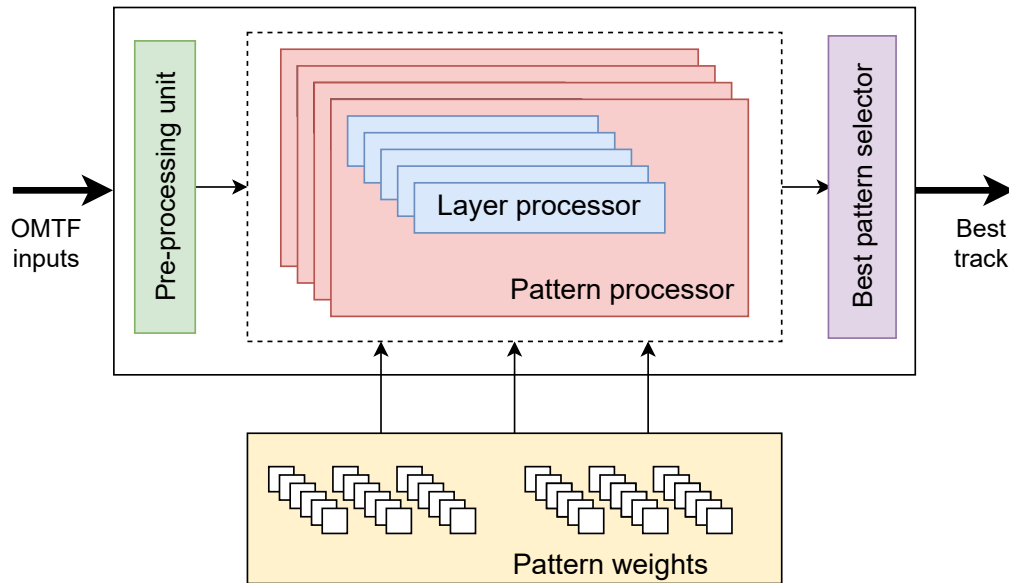 OMTF
inputs
Pre-processing unit
Layer processor
Pattern processor
Best pattern selector
Best
track
Pattern weights